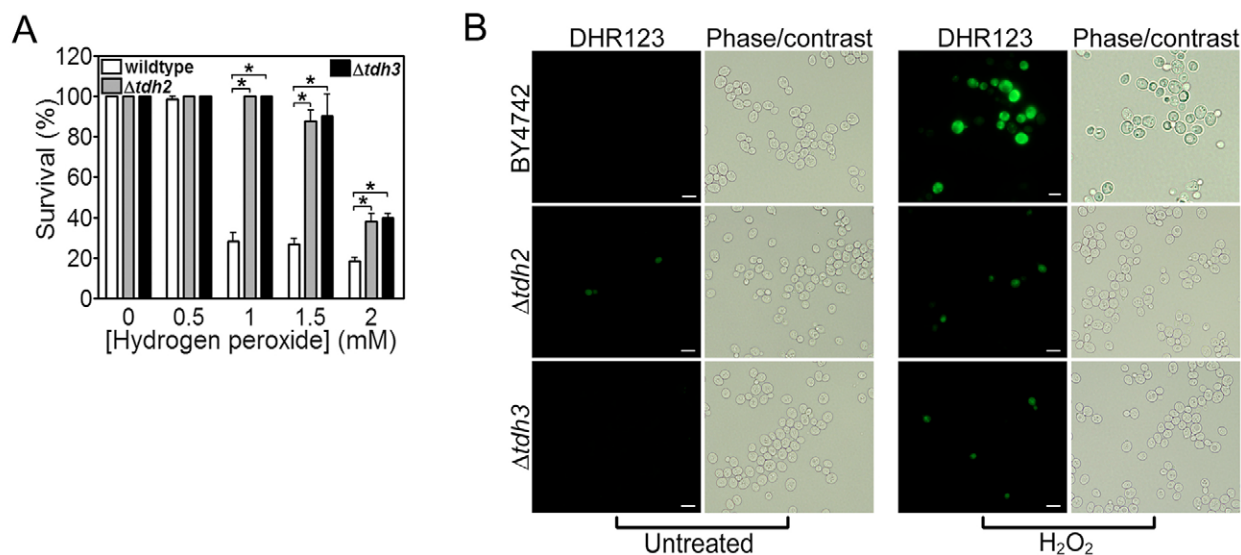 A
120
100
80
60
40
20
0
Survival (%)
wildtype
Δtdh2
Δtdh3
* *
* *
* *
0 0.5 1 1.5 2
[Hydrogen peroxide] (mM)
B
DHR123 Phase/contrast DHR123 Phase/contrast
BY4742
Δtdh2
Δtdh3
Untreated H₂O₂